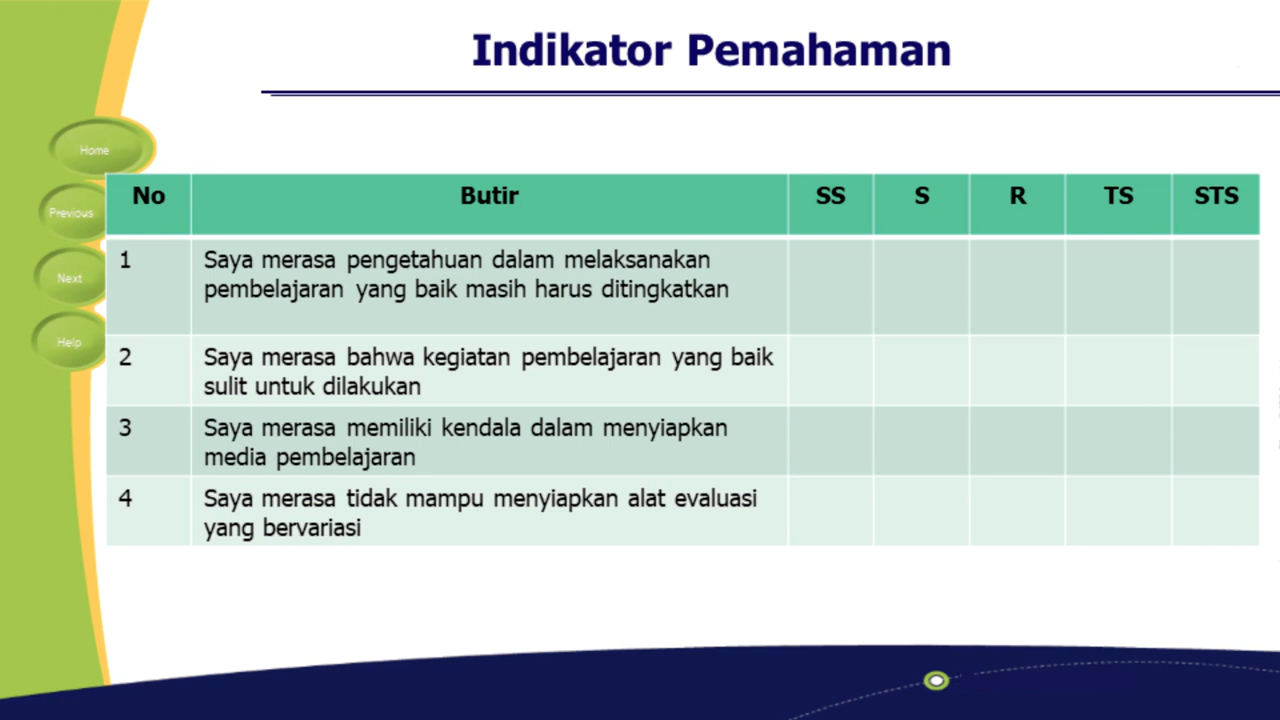 Indikator Pemahaman
Home
Previous
Next
Help
No Butir SS S R TS STS
1 Saya merasa pengetahuan dalam melaksanakan
pembelajaran yang baik masih harus ditingkatkan
2 Saya merasa bahwa kegiatan pembelajaran yang baik
sulit untuk dilakukan
3 Saya merasa memiliki kendala dalam menyiapkan
media pembelajaran
4 Saya merasa tidak mampu menyiapkan alat evaluasi
yang bervariasi